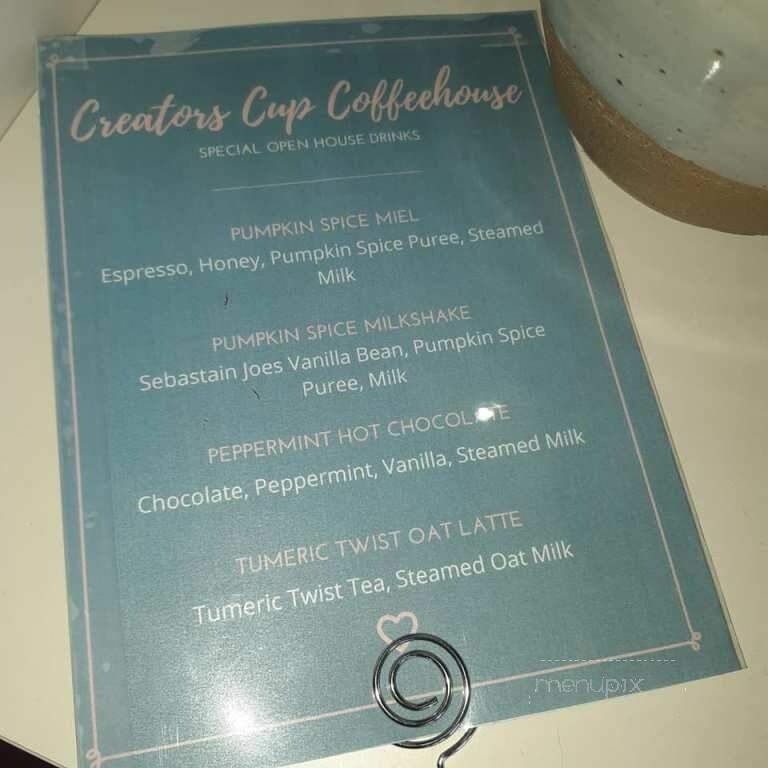 Creators Cup Coffeehouse
SPECIAL OPEN HOUSE DRINKS
PUMPKIN SPICE MIEL
Espresso, Honey, Pumpkin Spice Puree, Steamed
Milk
PUMPKIN SPICE MILKSHAKE
Sebastain Joes Vanilla Bean, Pumpkin Spice
Puree, Milk
PEPPERMINT HOT CHOCOLATE
Chocolate, Peppermint, Vanilla, Steamed Milk
TUMERIC TWIST OAT LATTE
Tumeric Twist Tea, Steamed Oat Milk
menupix